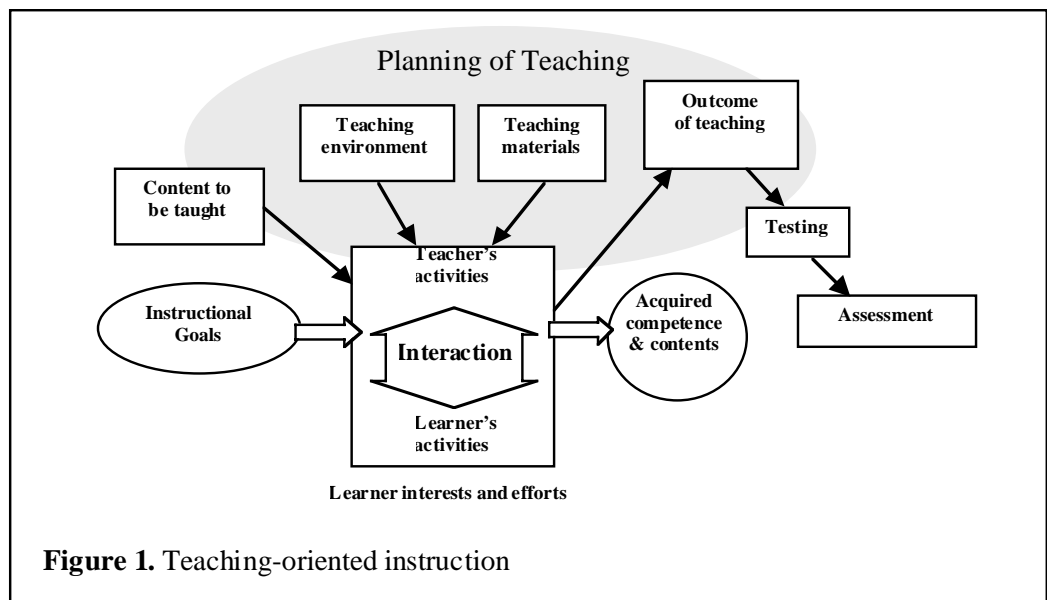 Planning of Teaching
Outcome
of teaching
Teaching
environment
Teaching
materials
Content to
be taught
Testing
Teacher's
activities
Instructional
Goals
Interaction
Acquired
competence
& contents
Assessment
Learner's
activities
Learner interests and efforts
Figure 1. Teaching-oriented instruction